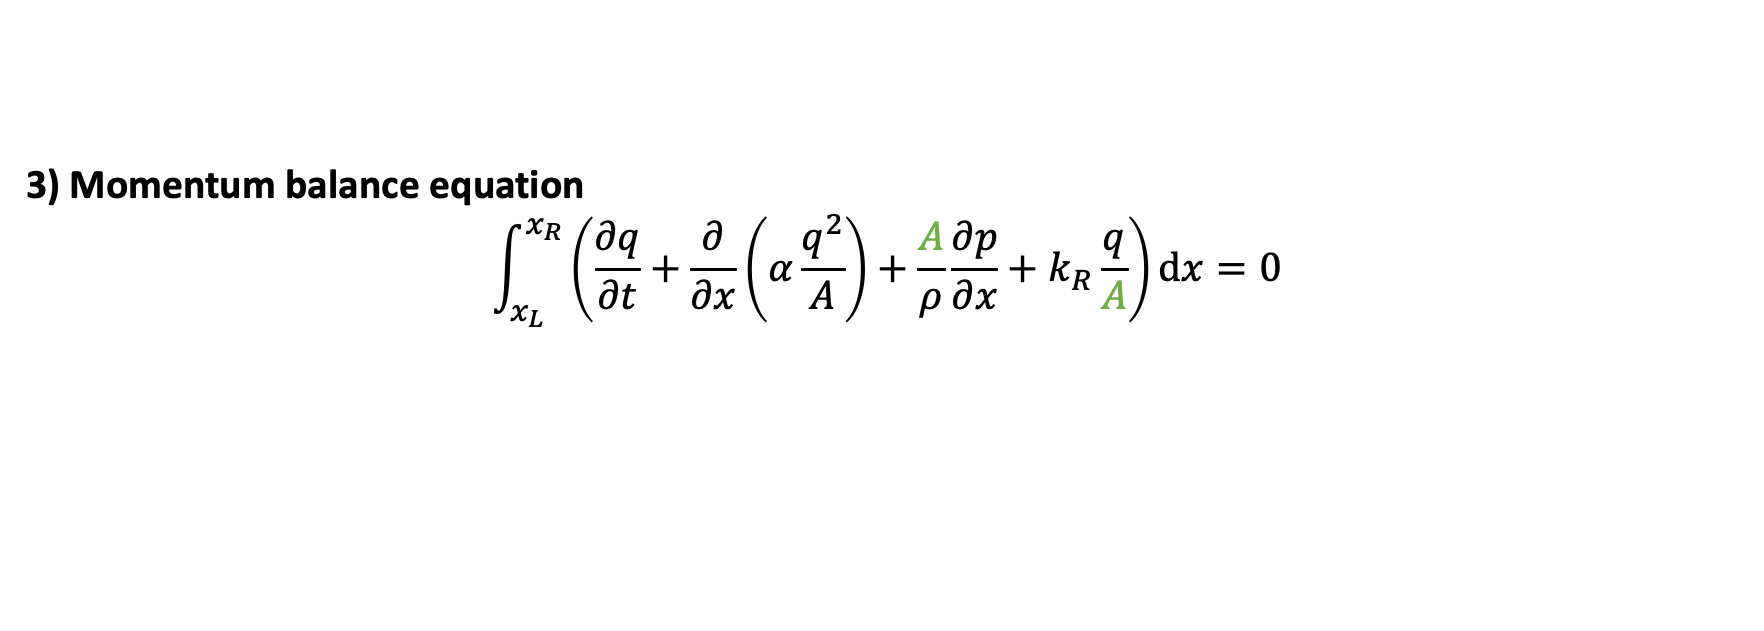 3) Momentum balance equation
∫_{x_L}^{x_R} (∂q/∂t + ∂/∂x (α q²/A) + A/ρ ∂p/∂x + k_R q/A) dx = 0